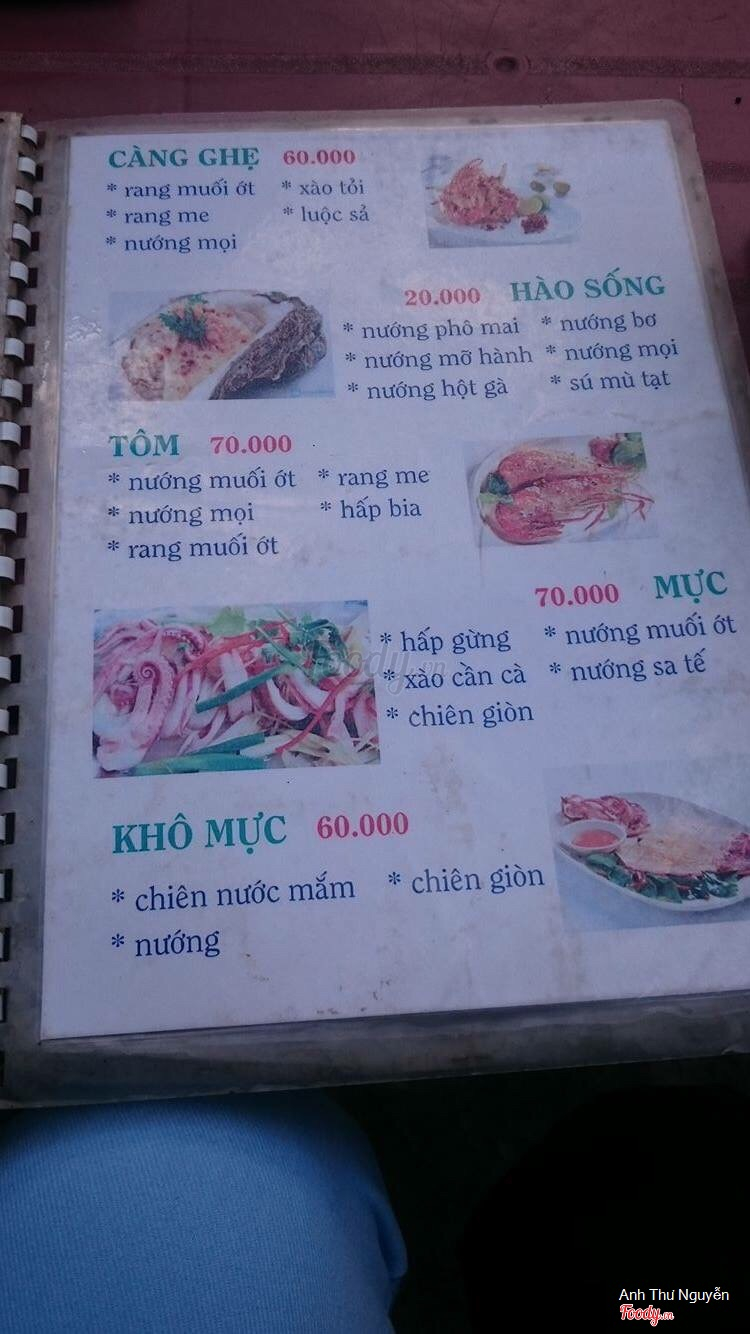 CÀNG GHẸ 60.000
* rang muối ớt * xào tỏi
* rang me * luộc sả
* nướng mọi
20.000 HÀO SỐNG
* nướng phô mai * nướng bơ
* nướng mỡ hành * nướng mọi
* nướng hột gà * sú mù tạt
TÔM 70.000
* nướng muối ớt * rang me
* nướng mọi * hấp bia
* rang muối ớt
70.000 MỰC
* hấp gừng * nướng muối ớt
* xào cần cà * nướng sa tế
* chiên giòn
Foody.vn
KHÔ MỰC 60.000
* chiên nước mắm * chiên giòn
* nướng
Anh Thư Nguyễn
Foody.vn